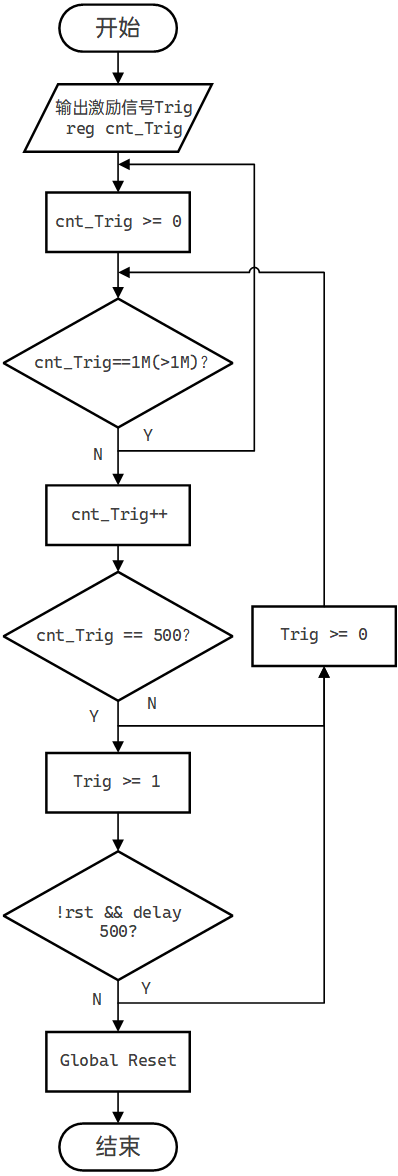 开始
输出激励信号Trig
reg cnt_Trig
cnt_Trig >= 0
cnt_Trig==1M(>1M)?
Y
N
cnt_Trig++
cnt_Trig == 500?
Trig >= 0
N
Y
Trig >= 1
!rst && delay
500?
Y
N
Global Reset
结束